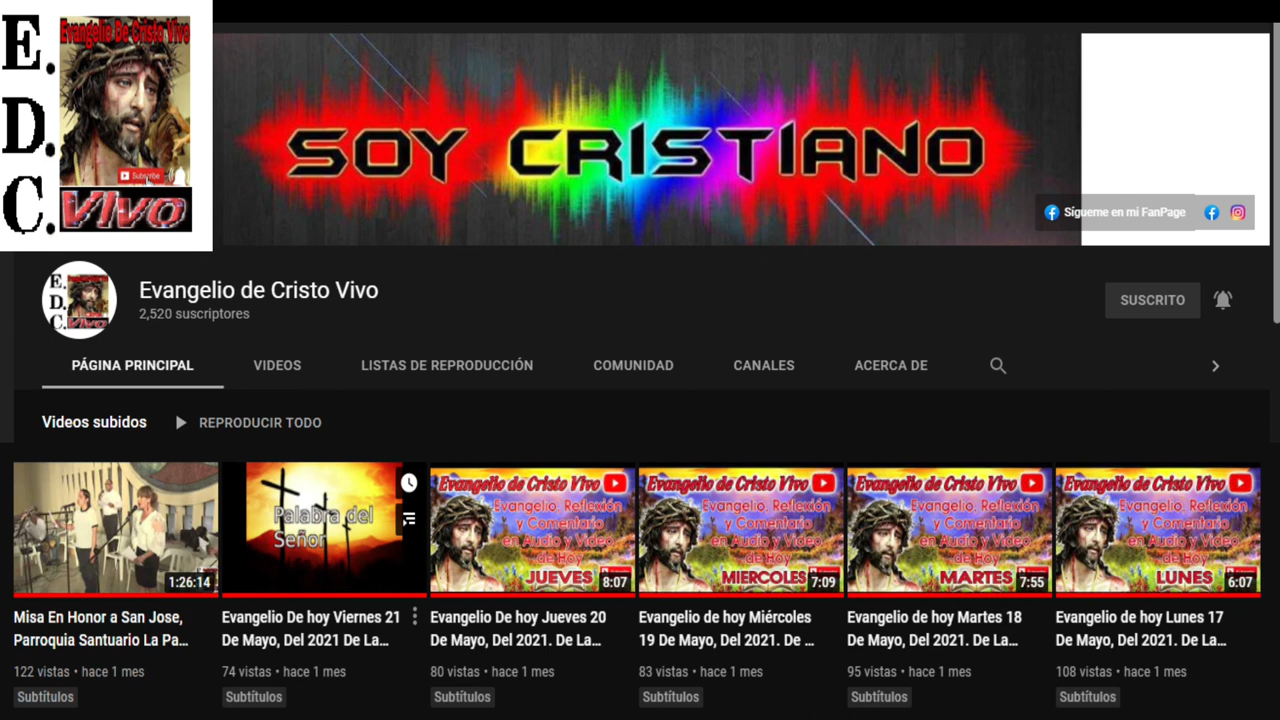 E.
D.
C.
Evangelio De Cristo Vivo
Subscribe
Vivo
SOY CRISTIANO
Sígueme en mi FanPage
E.
D.
C.
Vivo
Evangelio de Cristo Vivo
2,520 suscriptores
SUSCRITO
PÁGINA PRINCIPAL VIDEOS LISTAS DE REPRODUCCIÓN COMUNIDAD CANALES ACERCA DE
Videos subidos REPRODUCIR TODO
1:26:14
Palabra del
Señor
Evangelio de Cristo Vivo
Evangelio, Reflexión
y Comentario
en Audio y Video
de Hoy
JUEVES 8:07
Evangelio de Cristo Vivo
Evangelio, Reflexión
y Comentario
en Audio y Video
de Hoy
MIERCOLES 7:09
Evangelio de Cristo Vivo
Evangelio, Reflexión
y Comentario
en Audio y Video
de Hoy
MARTES 7:55
Evangelio de Cristo Vivo
Evangelio, Reflexión
y Comentario
en Audio y Video
de Hoy
LUNES 6:07
Misa En Honor a San Jose,
Parroquia Santuario La Pa...
122 vistas • hace 1 mes
Subtítulos
Evangelio De hoy Viernes 21
De Mayo, Del 2021 De La...
74 vistas • hace 1 mes
Subtítulos
Evangelio De hoy Jueves 20
De Mayo, Del 2021. De La...
80 vistas • hace 1 mes
Subtítulos
Evangelio de hoy Miércoles
19 De Mayo, Del 2021. De ...
83 vistas • hace 1 mes
Subtítulos
Evangelio de hoy Martes 18
De Mayo, Del 2021. De La...
95 vistas • hace 1 mes
Subtítulos
Evangelio de hoy Lunes 17
De Mayo, Del 2021. De La...
108 vistas • hace 1 mes
Subtítulos